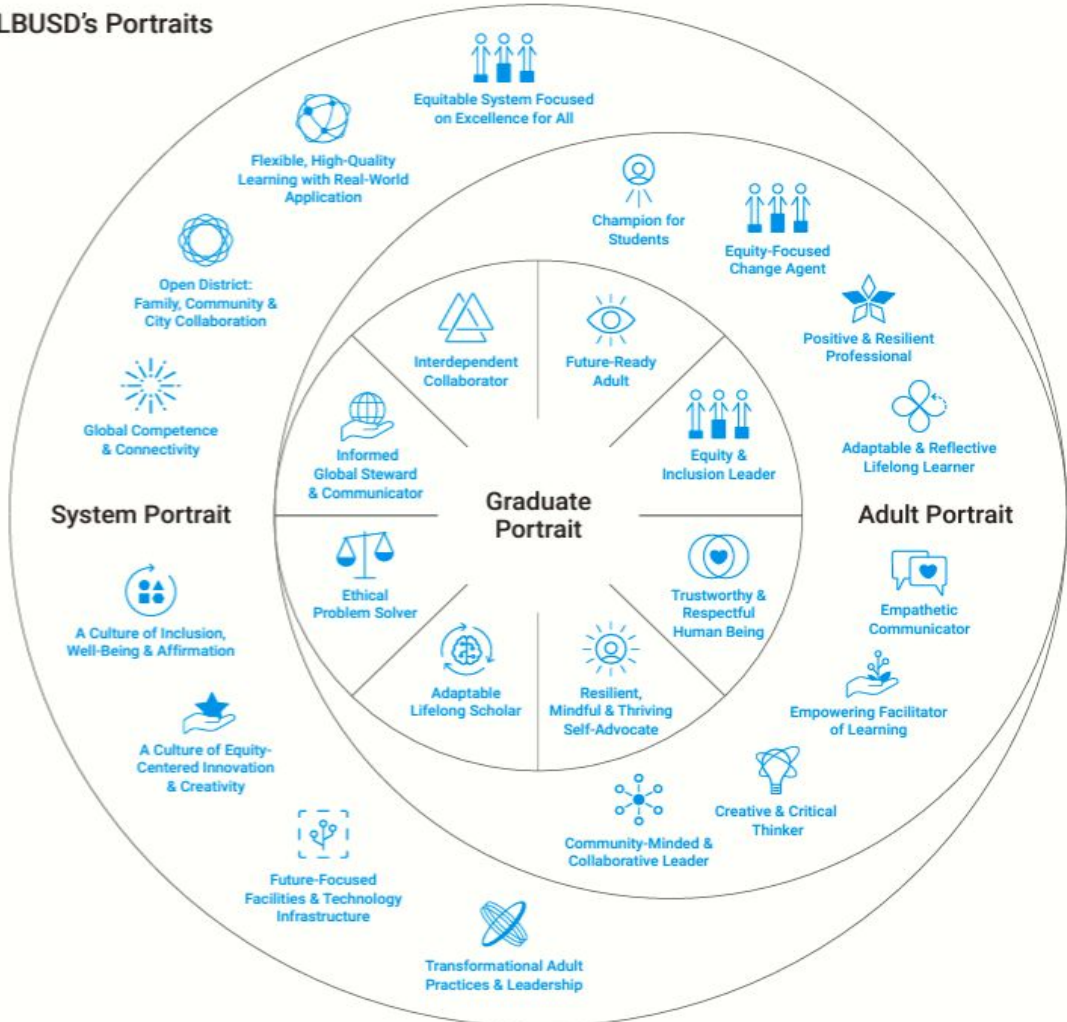 LBUSD's Portraits
Equitable System Focused
on Excellence for All
Flexible, High-Quality
Learning with Real-World
Application
Open District:
Family, Community &
City Collaboration
Global Competence
& Connectivity
System Portrait
A Culture of Inclusion,
Well-Being & Affirmation
A Culture of Equity-
Centered Innovation
& Creativity
Future-Focused
Facilities & Technology
Infrastructure
Transformational Adult
Practices & Leadership
Champion for
Students
Equity-Focused
Change Agent
Positive & Resilient
Professional
Adaptable & Reflective
Lifelong Learner
Adult Portrait
Empathetic
Communicator
Empowering Facilitator
of Learning
Creative & Critical
Thinker
Community-Minded &
Collaborative Leader
Interdependent
Collaborator
Future-Ready
Adult
Informed
Global Steward
& Communicator
Equity &
Inclusion Leader
Graduate
Portrait
Ethical
Problem Solver
Trustworthy &
Respectful
Human Being
Adaptable
Lifelong Scholar
Resilient,
Mindful & Thriving
Self-Advocate